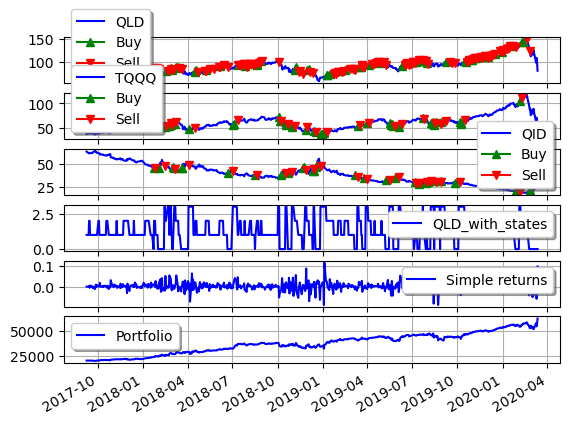 QLD
Buy
Sell
150
100
TQQQ
Buy
Sell
100
50
QID
Buy
Sell
50
25
QLD_with_states
2.5
0.0
Simple returns
0.1
0.0
Portfolio
50000
25000
2017-10
2018-01
2018-04
2018-07
2018-10
2019-01
2019-04
2019-07
2019-10
2020-01
2020-04